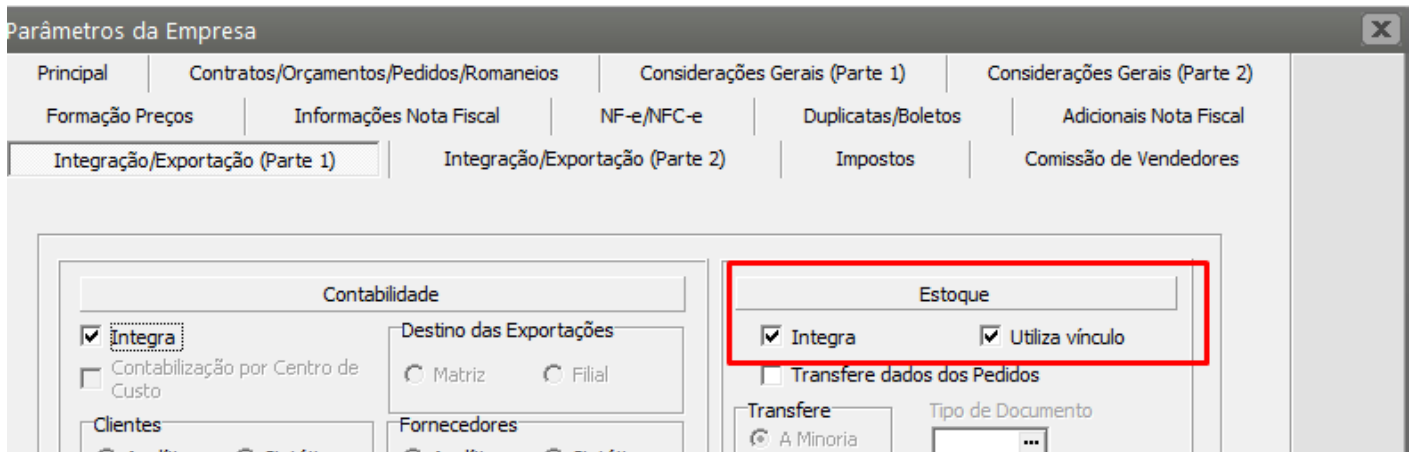 Parâmetros da Empresa
Principal Contratos/Orçamentos/Pedidos/Romaneios Considerações Gerais (Parte 1) Considerações Gerais (Parte 2)
Formação Preços Informações Nota Fiscal NF-e/NFC-e Duplicatas/Boletos Adicionais Nota Fiscal
Integração/Exportação (Parte 1) Integração/Exportação (Parte 2) Impostos Comissão de Vendedores
Contabilidade
Integra
Contabilização por Centro de
Custo
Destino das Exportações
Matriz Filial
Clientes
Fornecedores
Estoque
Integra Utiliza vínculo
Transfere dados dos Pedidos
Transfere
A Minoria
Tipo de Documento
...